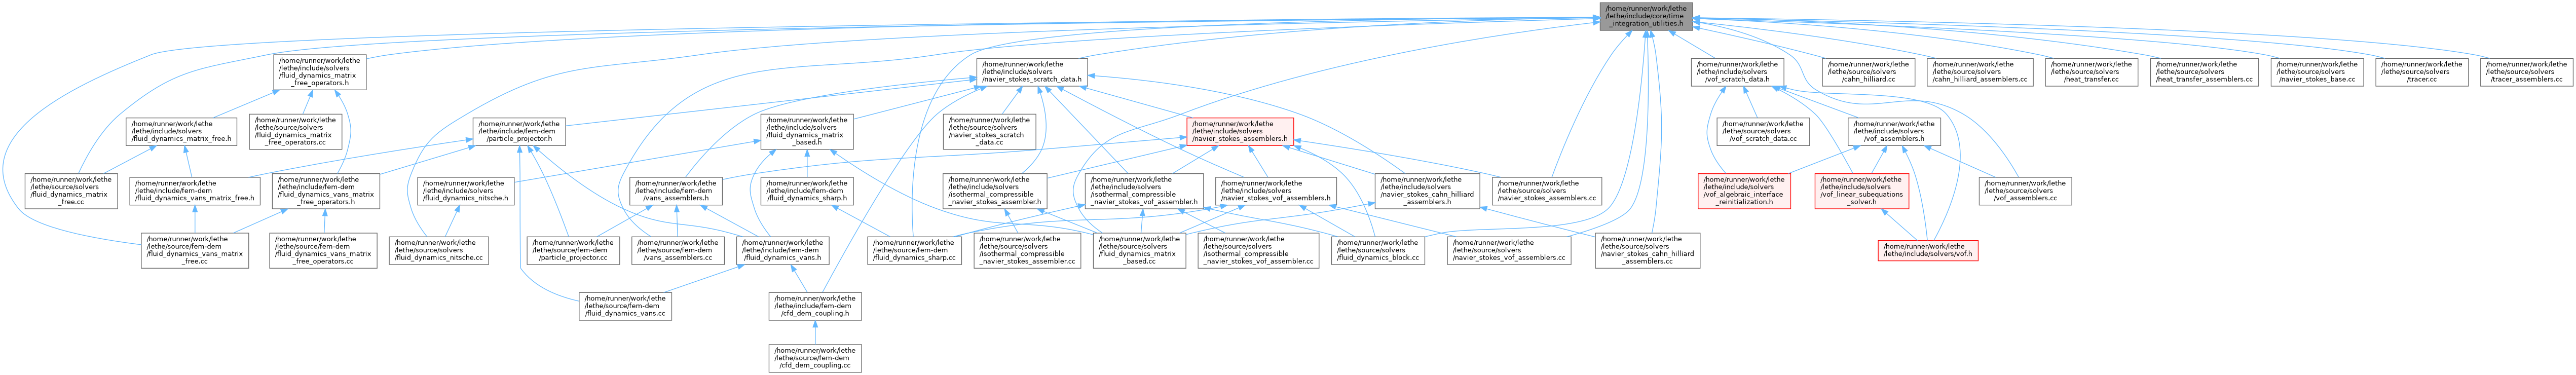 /home/runner/work/lethe
/lethe/include/core/time
_integration_utilities.h
/home/runner/work/lethe
/lethe/include/solvers
/fluid_dynamics_matrix
_free_operators.h
/home/runner/work/lethe
/lethe/include/solvers
/navier_stokes_scratch_data.h
/home/runner/work/lethe
/lethe/include/solvers
/vof_scratch_data.h
/home/runner/work/lethe
/lethe/source/solvers
/cahn_hilliard.cc
/home/runner/work/lethe
/lethe/source/solvers
/cahn_hilliard_assemblers.cc
/home/runner/work/lethe
/lethe/source/solvers
/heat_transfer.cc
/home/runner/work/lethe
/lethe/source/solvers
/heat_transfer_assemblers.cc
/home/runner/work/lethe
/lethe/source/solvers
/navier_stokes_base.cc
/home/runner/work/lethe
/lethe/source/solvers
/tracer.cc
/home/runner/work/lethe
/lethe/source/solvers
/tracer_assemblers.cc
/home/runner/work/lethe
/lethe/include/solvers
/fluid_dynamics_matrix_free.h
/home/runner/work/lethe
/lethe/source/solvers
/fluid_dynamics_matrix
_free_operators.cc
/home/runner/work/lethe
/lethe/include/fem-dem
/particle_projector.h
/home/runner/work/lethe
/lethe/include/solvers
/fluid_dynamics_matrix
_based.h
/home/runner/work/lethe
/lethe/source/solvers
/navier_stokes_scratch
_data.cc
/home/runner/work/lethe
/lethe/include/solvers
/navier_stokes_assemblers.h
/home/runner/work/lethe
/lethe/source/solvers
/vof_scratch_data.cc
/home/runner/work/lethe
/lethe/include/solvers
/vof_assemblers.h
/home/runner/work/lethe
/lethe/source/solvers
/fluid_dynamics_matrix
_free.cc
/home/runner/work/lethe
/lethe/include/fem-dem
/fluid_dynamics_vans_matrix_free.h
/home/runner/work/lethe
/lethe/include/fem-dem
/fluid_dynamics_vans_matrix
_free_operators.h
/home/runner/work/lethe
/lethe/include/solvers
/fluid_dynamics_nitsche.h
/home/runner/work/lethe
/lethe/include/fem-dem
/vans_assemblers.h
/home/runner/work/lethe
/lethe/include/fem-dem
/fluid_dynamics_sharp.h
/home/runner/work/lethe
/lethe/include/solvers
/isothermal_compressible
_navier_stokes_assembler.h
/home/runner/work/lethe
/lethe/include/solvers
/isothermal_compressible
_navier_stokes_vof_assembler.h
/home/runner/work/lethe
/lethe/include/solvers
/navier_stokes_vof_assemblers.h
/home/runner/work/lethe
/lethe/include/solvers
/navier_stokes_cahn_hilliard
_assemblers.h
/home/runner/work/lethe
/lethe/source/solvers
/navier_stokes_assemblers.cc
/home/runner/work/lethe
/lethe/include/solvers
/vof_algebraic_interface
_reinitialization.h
/home/runner/work/lethe
/lethe/include/solvers
/vof_linear_subequations
_solver.h
/home/runner/work/lethe
/lethe/source/solvers
/vof_assemblers.cc
/home/runner/work/lethe
/lethe/source/fem-dem
/fluid_dynamics_vans_matrix
_free.cc
/home/runner/work/lethe
/lethe/source/fem-dem
/fluid_dynamics_vans_matrix
_free_operators.cc
/home/runner/work/lethe
/lethe/source/solvers
/fluid_dynamics_nitsche.cc
/home/runner/work/lethe
/lethe/source/fem-dem
/particle_projector.cc
/home/runner/work/lethe
/lethe/source/fem-dem
/vans_assemblers.cc
/home/runner/work/lethe
/lethe/include/fem-dem
/fluid_dynamics_vans.h
/home/runner/work/lethe
/lethe/source/fem-dem
/fluid_dynamics_sharp.cc
/home/runner/work/lethe
/lethe/source/solvers
/isothermal_compressible
_navier_stokes_assembler.cc
/home/runner/work/lethe
/lethe/source/solvers
/fluid_dynamics_matrix
_based.cc
/home/runner/work/lethe
/lethe/source/solvers
/isothermal_compressible
_navier_stokes_vof_assembler.cc
/home/runner/work/lethe
/lethe/source/solvers
/fluid_dynamics_block.cc
/home/runner/work/lethe
/lethe/source/solvers
/navier_stokes_vof_assemblers.cc
/home/runner/work/lethe
/lethe/source/solvers
/navier_stokes_cahn_hilliard
_assemblers.cc
/home/runner/work/lethe
/lethe/include/solvers/vof.h
/home/runner/work/lethe
/lethe/source/fem-dem
/fluid_dynamics_vans.cc
/home/runner/work/lethe
/lethe/include/fem-dem
/cfd_dem_coupling.h
/home/runner/work/lethe
/lethe/source/fem-dem
/cfd_dem_coupling.cc